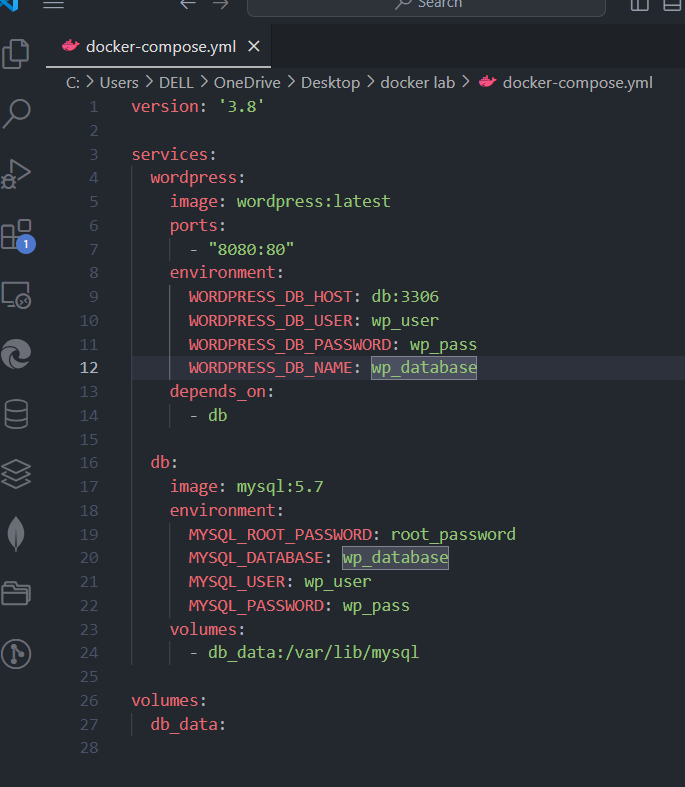 Search
docker-compose.yml
C: > Users > DELL > OneDrive > Desktop > docker lab > docker-compose.yml
1 version: '3.8'
2
3 services:
4   wordpress:
5     image: wordpress:latest
6     ports:
7       - "8080:80"
8     environment:
9       WORDPRESS_DB_HOST: db:3306
10       WORDPRESS_DB_USER: wp_user
11       WORDPRESS_DB_PASSWORD: wp_pass
12       WORDPRESS_DB_NAME: wp_database
13     depends_on:
14       - db
15
16   db:
17     image: mysql:5.7
18     environment:
19       MYSQL_ROOT_PASSWORD: root_password
20       MYSQL_DATABASE: wp_database
21       MYSQL_USER: wp_user
22       MYSQL_PASSWORD: wp_pass
23     volumes:
24       - db_data:/var/lib/mysql
25
26 volumes:
27   db_data:
28
1